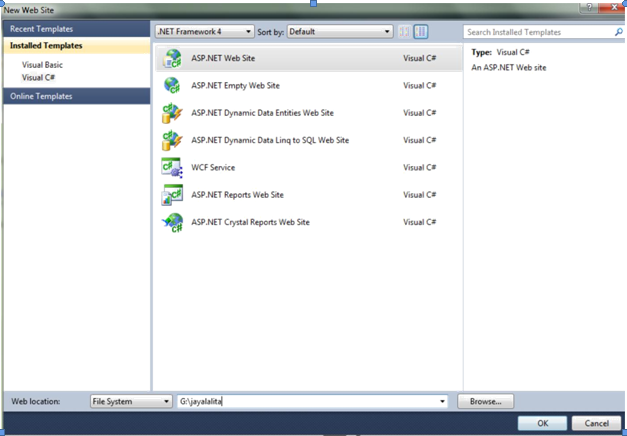 New Web Site
Recent Templates
Installed Templates
Visual Basic
Visual C#
Online Templates
.NET Framework 4 Sort by: Default
ASP.NET Web Site Visual C#
ASP.NET Empty Web Site Visual C#
ASP.NET Dynamic Data Entities Web Site Visual C#
ASP.NET Dynamic Data Linq to SQL Web Site Visual C#
WCF Service Visual C#
ASP.NET Reports Web Site Visual C#
ASP.NET Crystal Reports Web Site Visual C#
Search Installed Templates
Type: Visual C#
An ASP.NET Web site
Web location: File System G:\jayalalita Browse...
OK Cancel